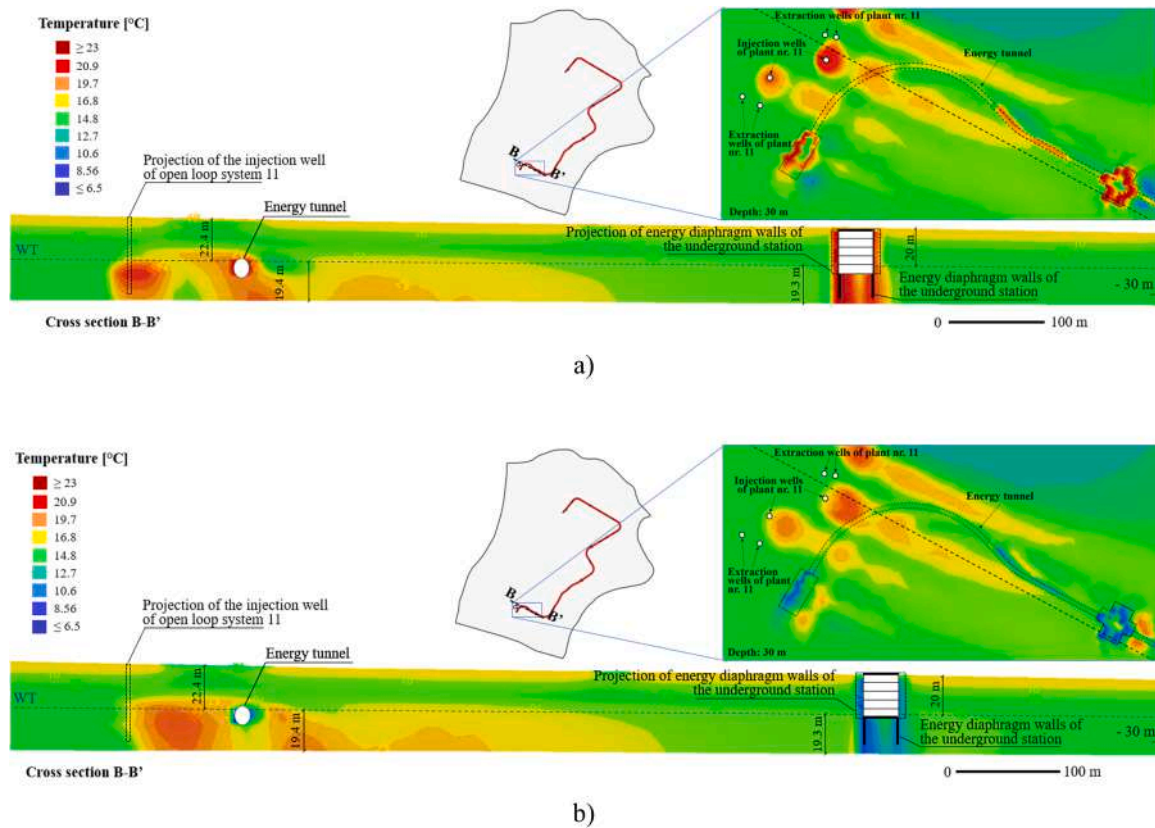 Temperature [°C]
≥ 23
20.9
19.7
16.8
14.8
12.7
10.6
8.56
≤ 6.5
Projection of the injection well
of open loop system 11
Energy tunnel
B
B’
Extraction wells of plant nr. 11
Injection wells
of plant nr. 11
Energy tunnel
Extraction
wells of plant
nr. 11
Depth: 30 m
WT
22.4 m
19.4 m
Projection of energy diaphragm walls of
the underground station
20 m
Energy diaphragm walls of
the underground station
19.3 m
- 30 m
Cross section B-B’
0
100 m
a)
Temperature [°C]
≥ 23
20.9
19.7
16.8
14.8
12.7
10.6
8.56
≤ 6.5
Projection of the injection well
of open loop system 11
Energy tunnel
B
B’
Extraction wells of plant nr. 11
Injection wells
of plant nr. 11
Energy tunnel
Extraction
wells of plant
nr. 11
Depth: 30 m
WT
22.4 m
19.4 m
Projection of energy diaphragm walls of
the underground station
20 m
Energy diaphragm walls of
the underground station
19.3 m
- 30 m
Cross section B-B’
0
100 m
b)